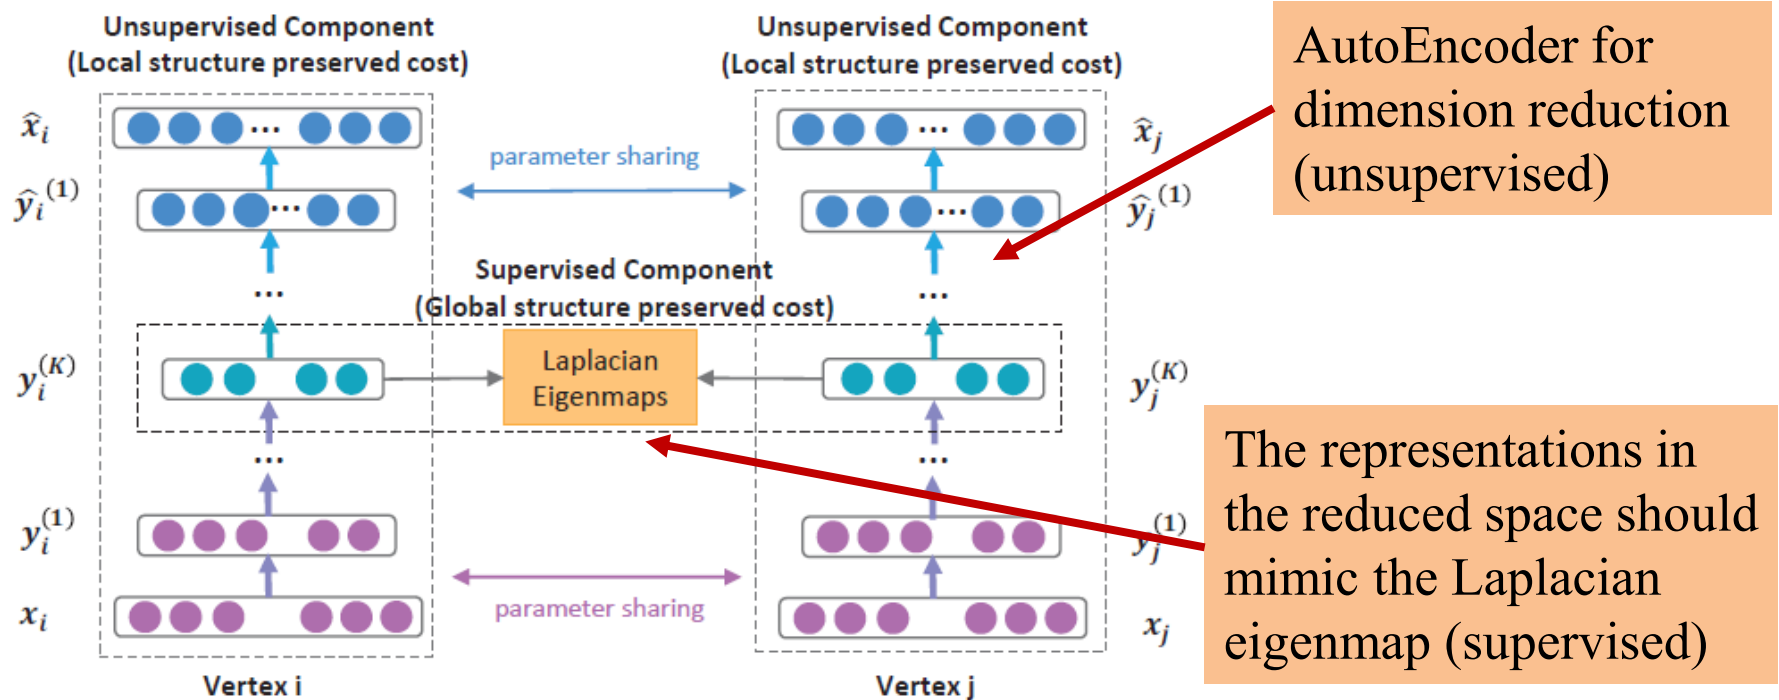 Unsupervised Component
(Local structure preserved cost)
Unsupervised Component
(Local structure preserved cost)
AutoEncoder for
dimension reduction
(unsupervised)
x̂ᵢ
...
...
x̂ⱼ
parameter sharing
ŷᵢ⁽¹⁾
...
...
ŷⱼ⁽¹⁾
...
...
Supervised Component
(Global structure preserved cost)
yᵢ⁽ᴷ⁾
Laplacian
Eigenmaps
yⱼ⁽ᴷ⁾
...
...
The representations in
the reduced space should
mimic the Laplacian
eigenmap (supervised)
yᵢ⁽¹⁾
yⱼ⁽¹⁾
parameter sharing
xᵢ
xⱼ
Vertex i
Vertex j